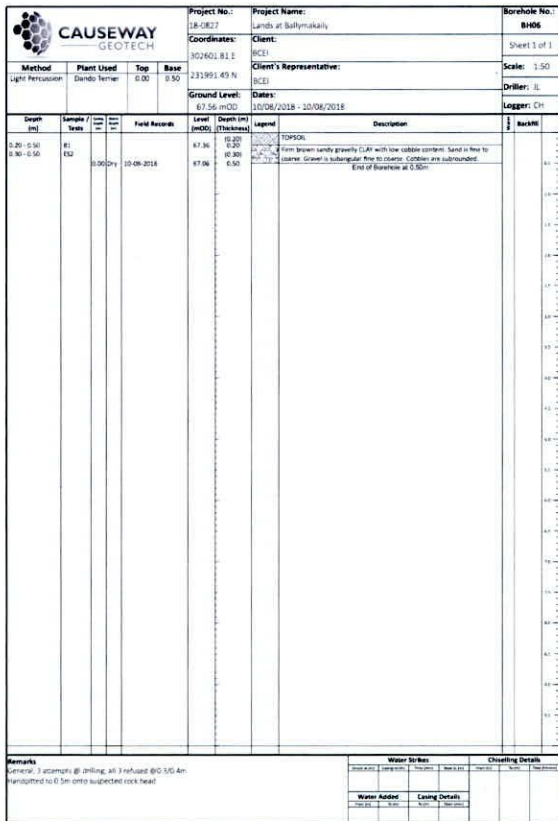 CAUSEWAY
GEOTECH
Project No.:
18-0827
Project Name:
Lands at Ballymakaily
Borehole No.:
BH06
Coordinates:
302601.81 E
231991.49 N
Client:
BCEI
Client's Representative:
BCEI
Sheet 1 of 1
Scale: 1:50
Method Plant Used Top Base
Light Percussion Dando Terrier 0.00 0.50
Ground Level:
67.56 mOD
Dates:
10/08/2018 - 10/08/2018
Driller: JL
Logger: CH
Depth (m) Sample / Tests Field Records Level (mOD) Depth (m) (Thickness) Legend Description Backfill
(0.20) TOPSOIL
0.20 - 0.50 B1 67.36 0.20
Firm brown sandy gravelly CLAY with low cobble content. Sand is fine to
0.30 - 0.50 ES2 (0.30) coarse. Gravel is subangular fine to coarse. Cobbles are subrounded.
0.00 Dry 10-08-2018 67.06 0.50 End of Borehole at 0.50m
Remarks
General: 3 attempts @ drilling, all 3 refused @ 0.3/0.4m
Handpitted to 0.5m onto suspected rock head
Water Strikes
Chiselling Details
Water Added Casing Details